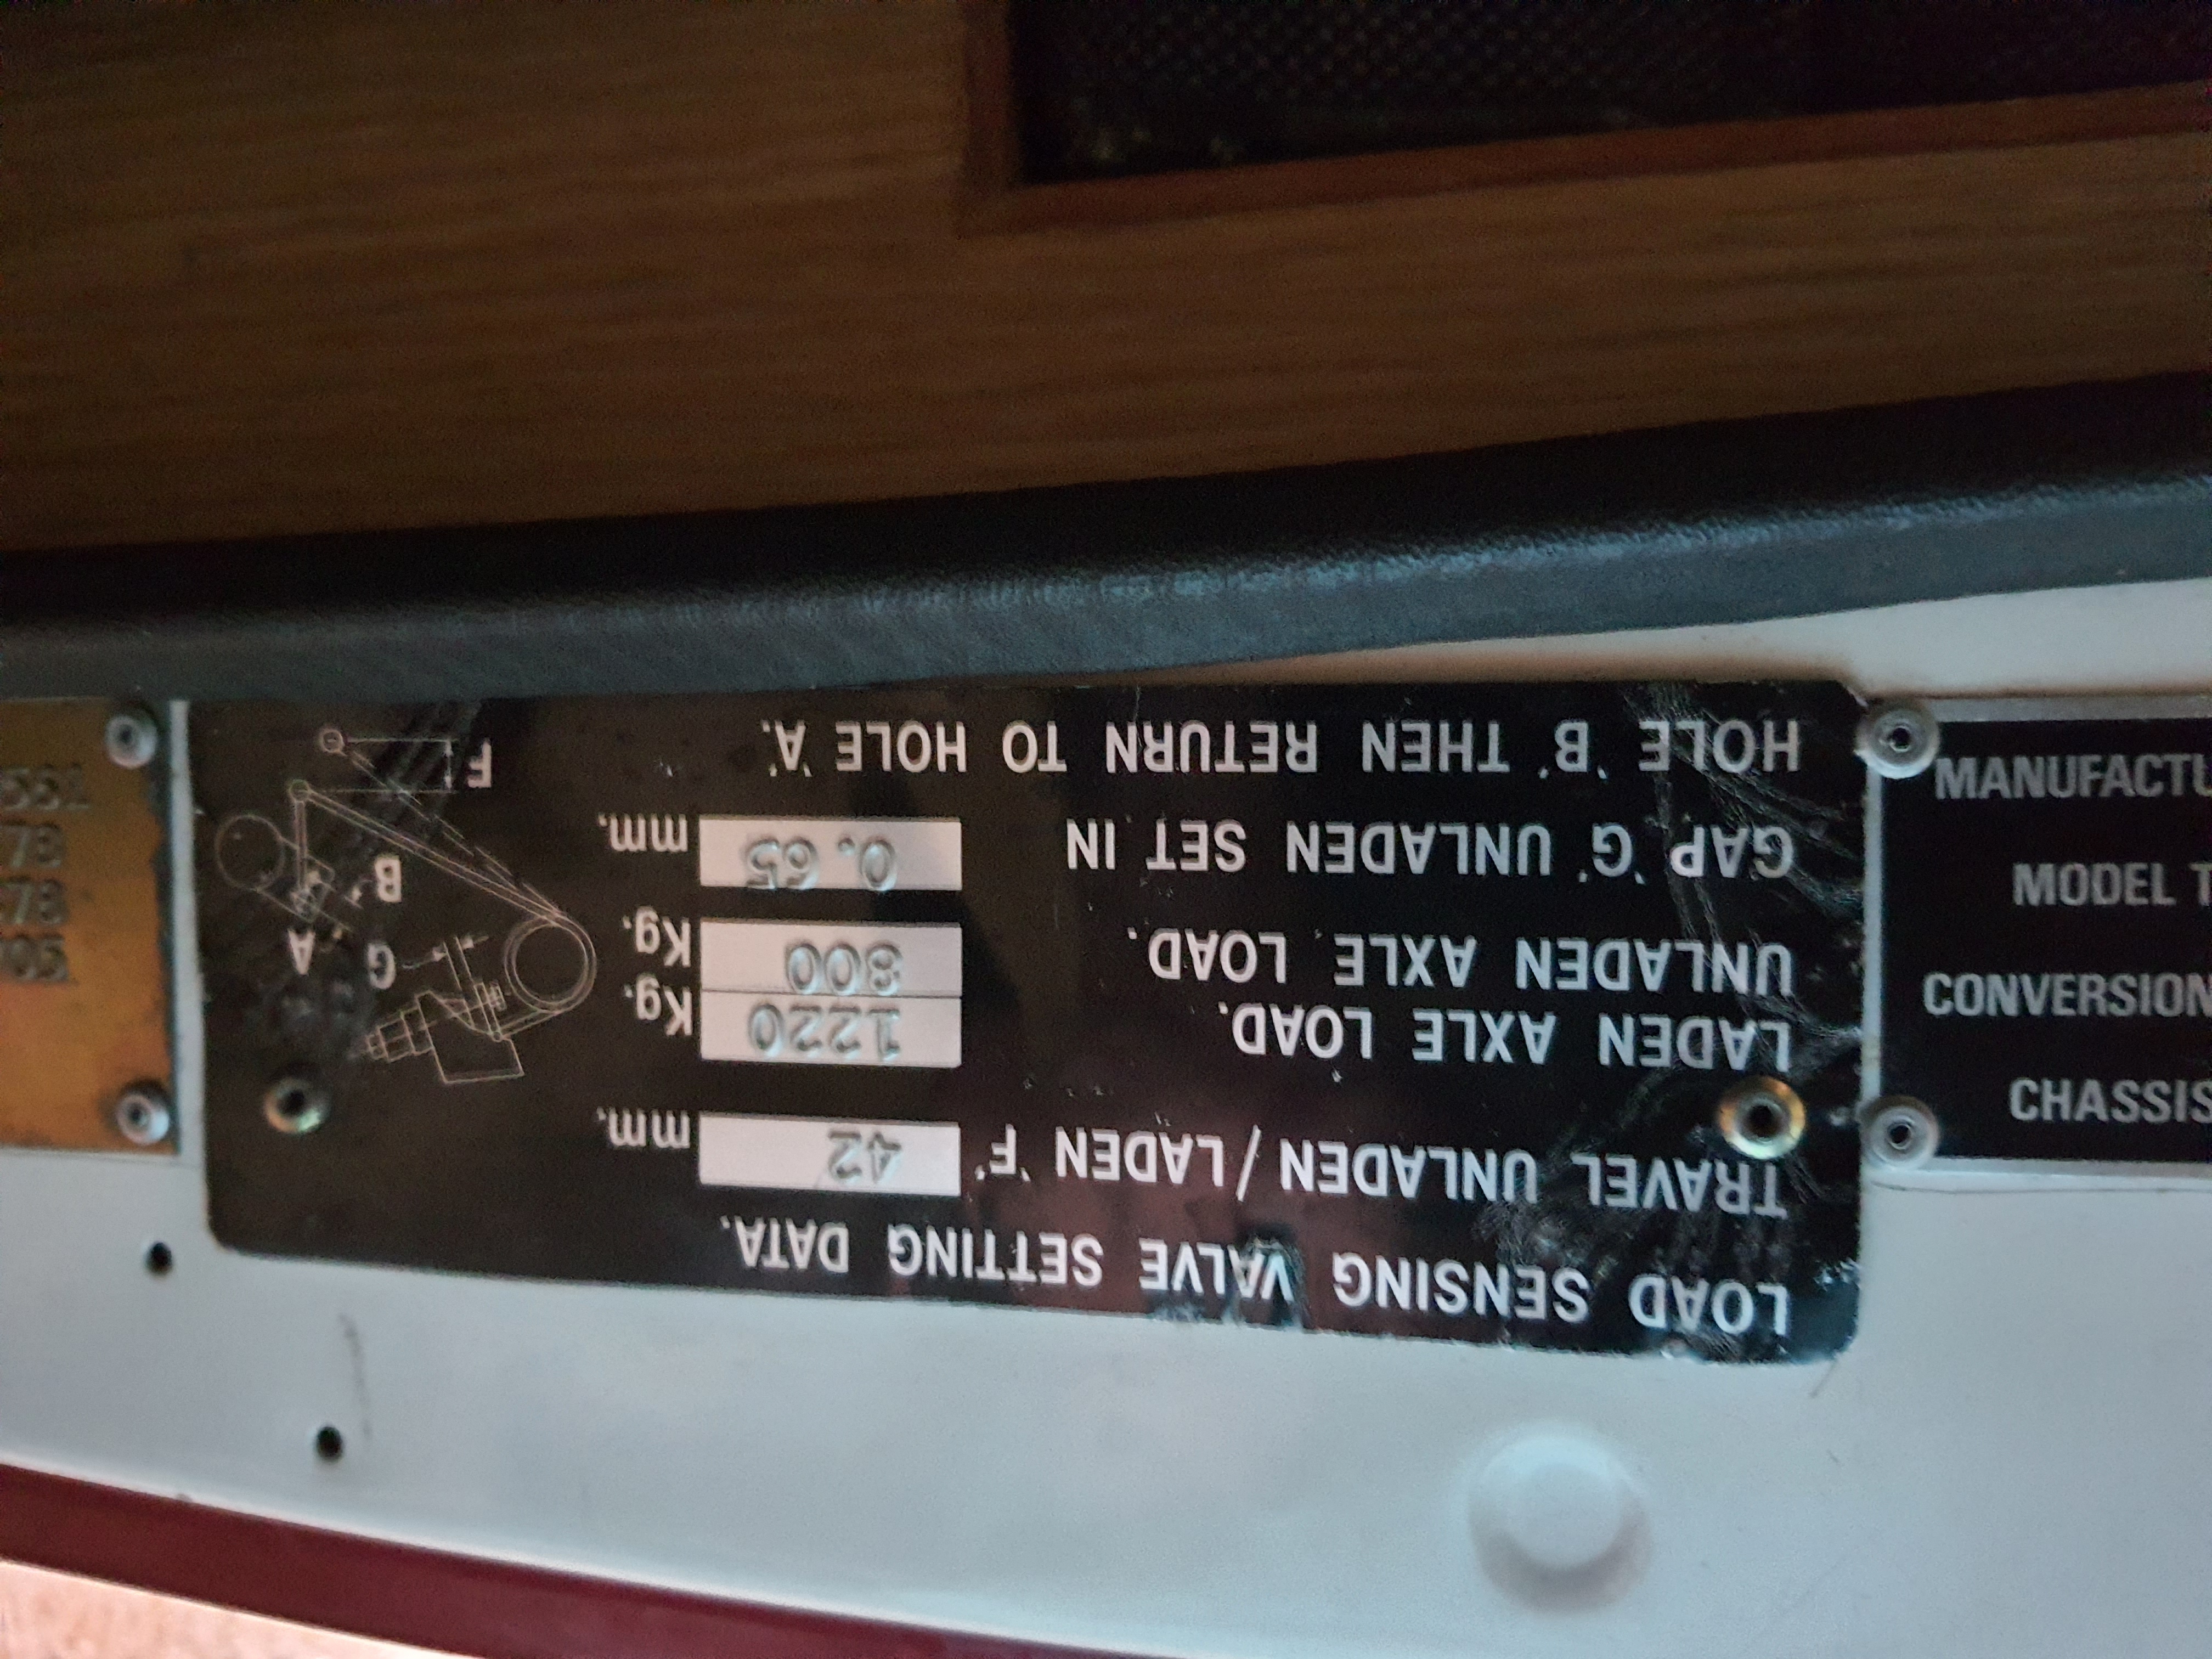 LOAD SENSING VALVE SETTING DATA.
TRAVEL UNLADEN / LADEN 'F' 42 mm.
LADEN AXLE LOAD. 1220 Kg.
UNLADEN AXLE LOAD. 800 Kg.
GAP 'G' UNLADEN SET IN 0.65 mm.
HOLE 'B' THEN RETURN TO HOLE 'A'.
G
A
B
F
MANUFACTU
MODEL T
CONVERSION
CHASSIS